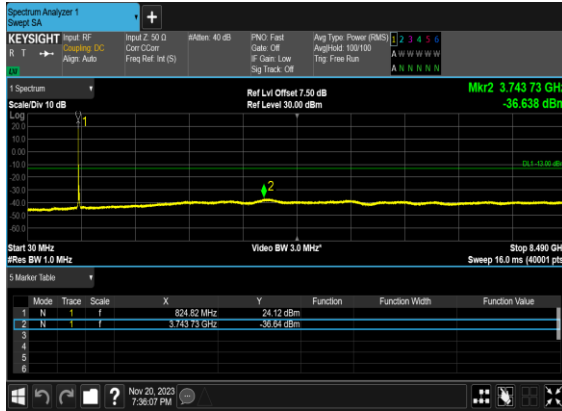 Spectrum Analyzer 1
Swept SA
+
KEYSIGHT Input: RF Input Z: 50 Ω #Atten: 40 dB PNO: Fast Avg Type: Power (RMS) 1 2 3 4 5 6
R T Coupling: DC Corr CCorr Gate: Off Avg|Hold: 100/100 A W W W W W
Align: Auto Freq Ref: Int (S) IF Gain: Low Trig: Free Run
LU Sig Track: Off A N N N N N
1 Spectrum Ref Lvl Offset 7.50 dB Mkr2 3.743 73 GHz
Scale/Div 10 dB Ref Level 30.00 dBm -36.638 dBm
Log
20.0
10.0
0.00
-10.0
-20.0
-30.0
-40.0
-50.0
-60.0
1
DL1 -13.00 dBm
2
Start 30 MHz Video BW 3.0 MHz* Stop 8.490 GHz
#Res BW 1.0 MHz Sweep 16.0 ms (40001 pts)
5 Marker Table
Mode Trace Scale X Y Function Function Width Function Value
1 N 1 f 824.82 MHz 24.12 dBm
2 N 1 f 3.743 73 GHz -36.64 dBm
3
4
5
6
? Nov 20, 2023
7:36:07 PM